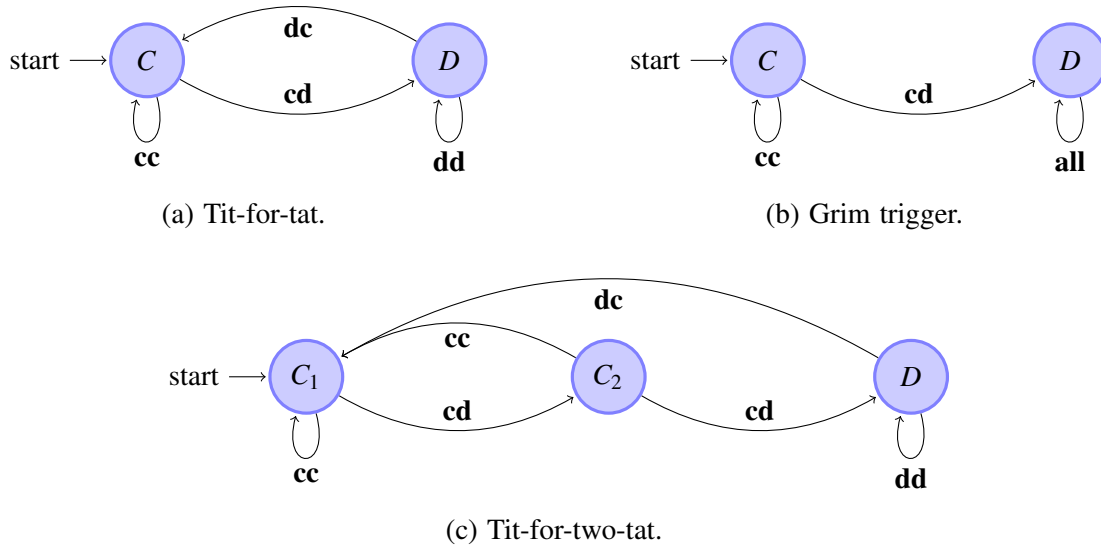 dc
start C D start C D
cd cd
cc dd cc all
(a) Tit-for-tat. (b) Grim trigger.
dc
cc
start C₁ C₂ D
cd cd
cc dd
(c) Tit-for-two-tat.